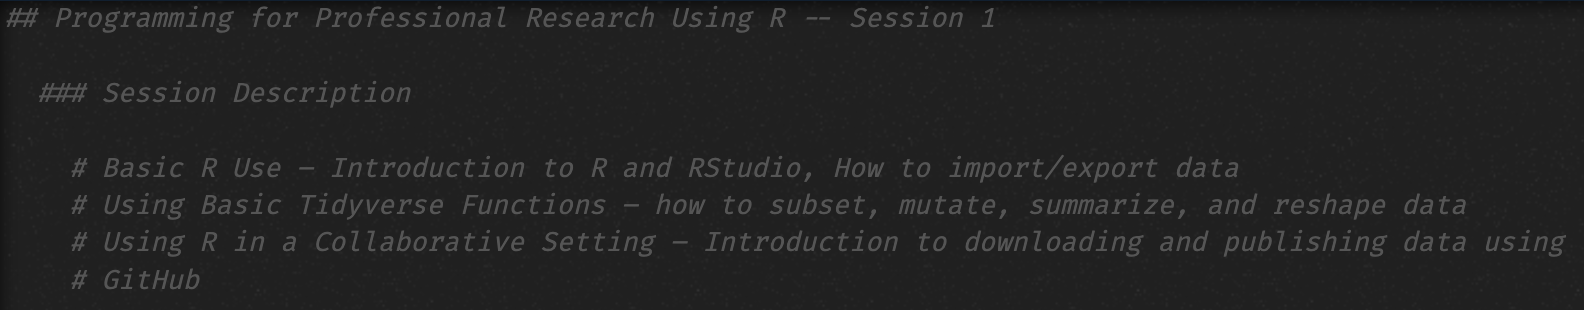 ## Programming for Professional Research Using R -- Session 1
### Session Description
# Basic R Use – Introduction to R and RStudio, How to import/export data
# Using Basic Tidyverse Functions – how to subset, mutate, summarize, and reshape data
# Using R in a Collaborative Setting – Introduction to downloading and publishing data using
# GitHub